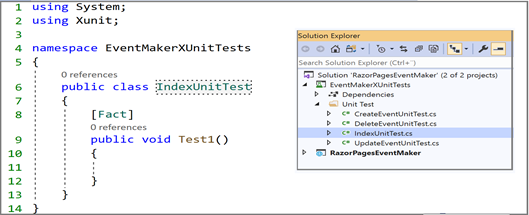 1 using System;
2 using Xunit;
3
4 namespace EventMakerXUnitTests
5 {
0 references
6 public class IndexUnitTest
7 {
8 [Fact]
0 references
9 public void Test1()
10 {
11
12 }
13 }
14 }
Solution Explorer
Search Solution Explorer (Ctrl+¨)
Solution 'RazorPagesEventMaker' (2 of 2 projects)
EventMakerXUnitTests
Dependencies
Unit Test
C# CreateEventUnitTest.cs
C# DeleteEventUnitTest.cs
C# IndexUnitTest.cs
C# UpdateEventUnitTest.cs
RazorPagesEventMaker